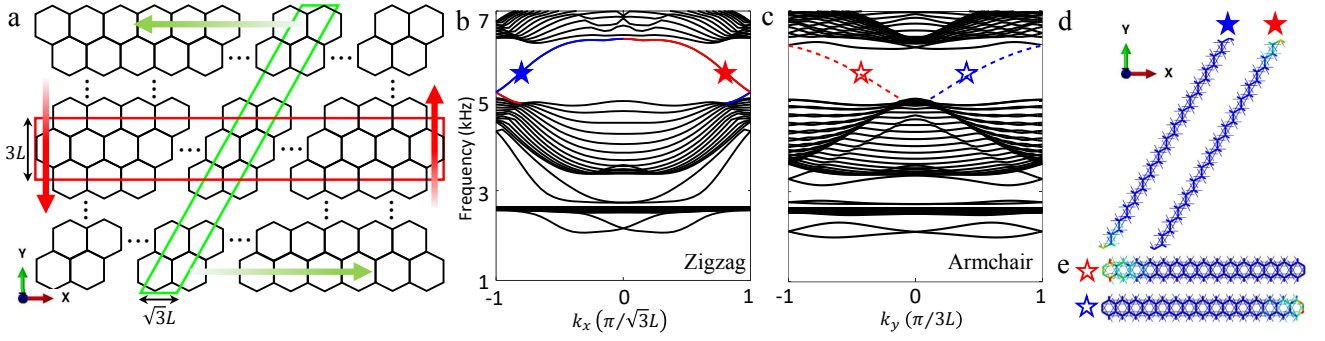 a
3L
√3L
Y
X
b
7
5
3
1
Frequency (kHz)
Zigzag
-1
0
1
k_x (π/√3L)
c
Armchair
-1
0
1
k_y (π/3L)
d
Y
X
e